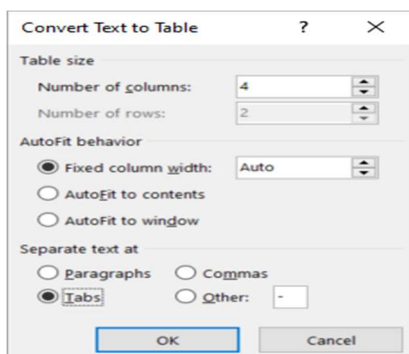 Convert Text to Table ?
Table size
Number of columns: 4
Number of rows: 2
AutoFit behavior
Fixed column width: Auto
AutoFit to contents
AutoFit to window
Separate text at
Paragraphs Commas
Tabs Other: -
OK Cancel